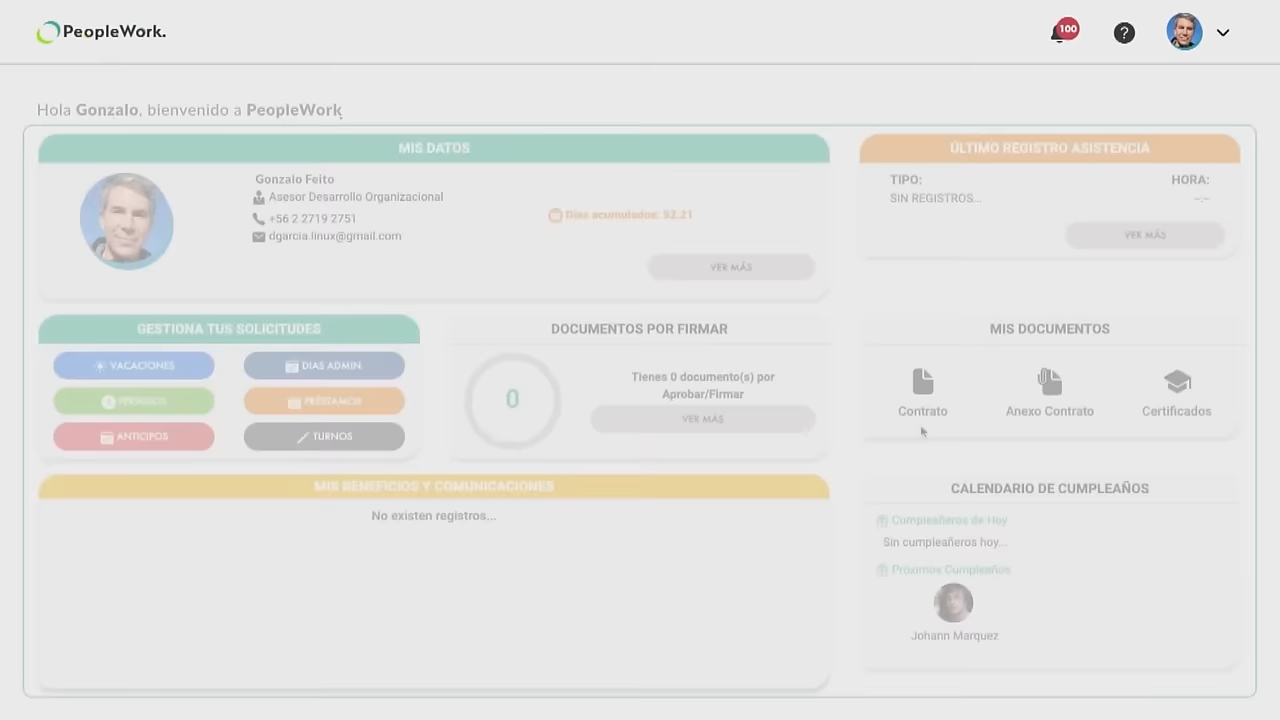 PeopleWork.
100
?
Hola Gonzalo, bienvenido a PeopleWork
MIS DATOS
Gonzalo Feito
Asesor Desarrollo Organizacional
+56 2 2719 2751
dgarcia.linux@gmail.com
Días acumulados: 52.21
VER MÁS
ÚLTIMO REGISTRO ASISTENCIA
TIPO:
HORA:
SIN REGISTROS...
--:--
VER MÁS
GESTIONA TUS SOLICITUDES
VACACIONES
DIAS ADMIN
PERMISOS
PRÉSTAMOS
ANTICIPOS
TURNOS
DOCUMENTOS POR FIRMAR
0
Tienes 0 documento(s) por
Aprobar/Firmar
VER MÁS
MIS DOCUMENTOS
Contrato
Anexo Contrato
Certificados
MIS BENEFICIOS Y COMUNICACIONES
No existen registros...
CALENDARIO DE CUMPLEAÑOS
Cumpleañeros de Hoy
Sin cumpleañeros hoy...
Próximos Cumpleaños
Johann Marquez